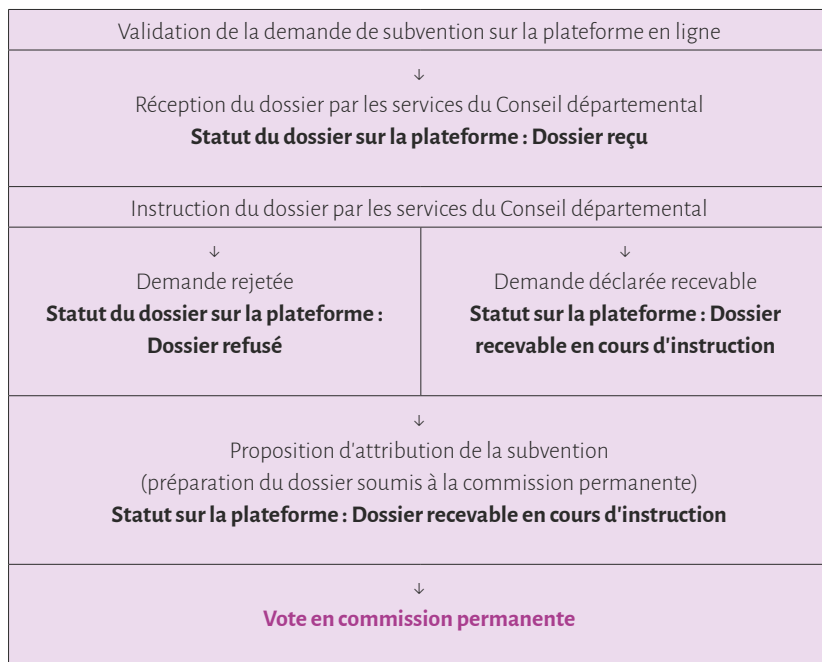 Validation de la demande de subvention sur la plateforme en ligne
↓
Réception du dossier par les services du Conseil départemental
Statut du dossier sur la plateforme : Dossier reçu
Instruction du dossier par les services du Conseil départemental
↓
Demande rejetée
Statut du dossier sur la plateforme :
Dossier refusé
↓
Demande déclarée recevable
Statut sur la plateforme : Dossier
recevable en cours d'instruction
↓
Proposition d'attribution de la subvention
(préparation du dossier soumis à la commission permanente)
Statut sur la plateforme : Dossier recevable en cours d'instruction
↓
Vote en commission permanente